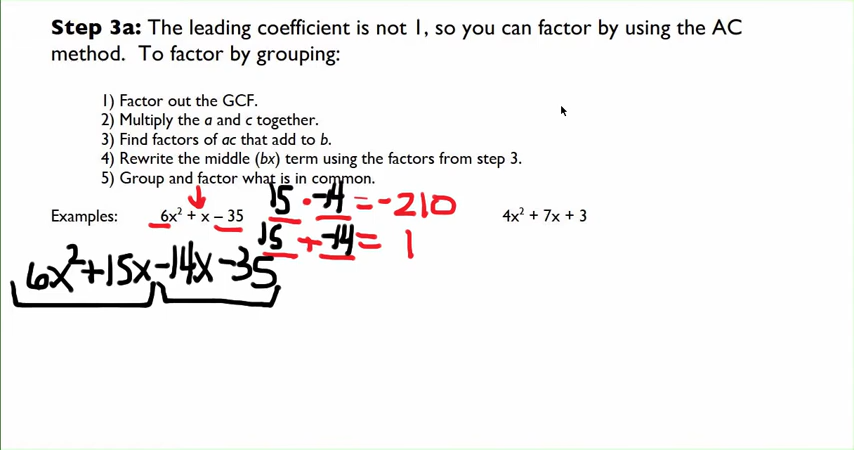 Step 3a: The leading coefficient is not 1, so you can factor by using the AC
method. To factor by grouping:
1) Factor out the GCF.
2) Multiply the a and c together.
3) Find factors of ac that add to b.
4) Rewrite the middle (bx) term using the factors from step 3.
5) Group and factor what is in common.
15 · -14 = -210
Examples: 6x² + x – 35 4x² + 7x + 3
15 + -14 = 1
6x²+15x-14x-35